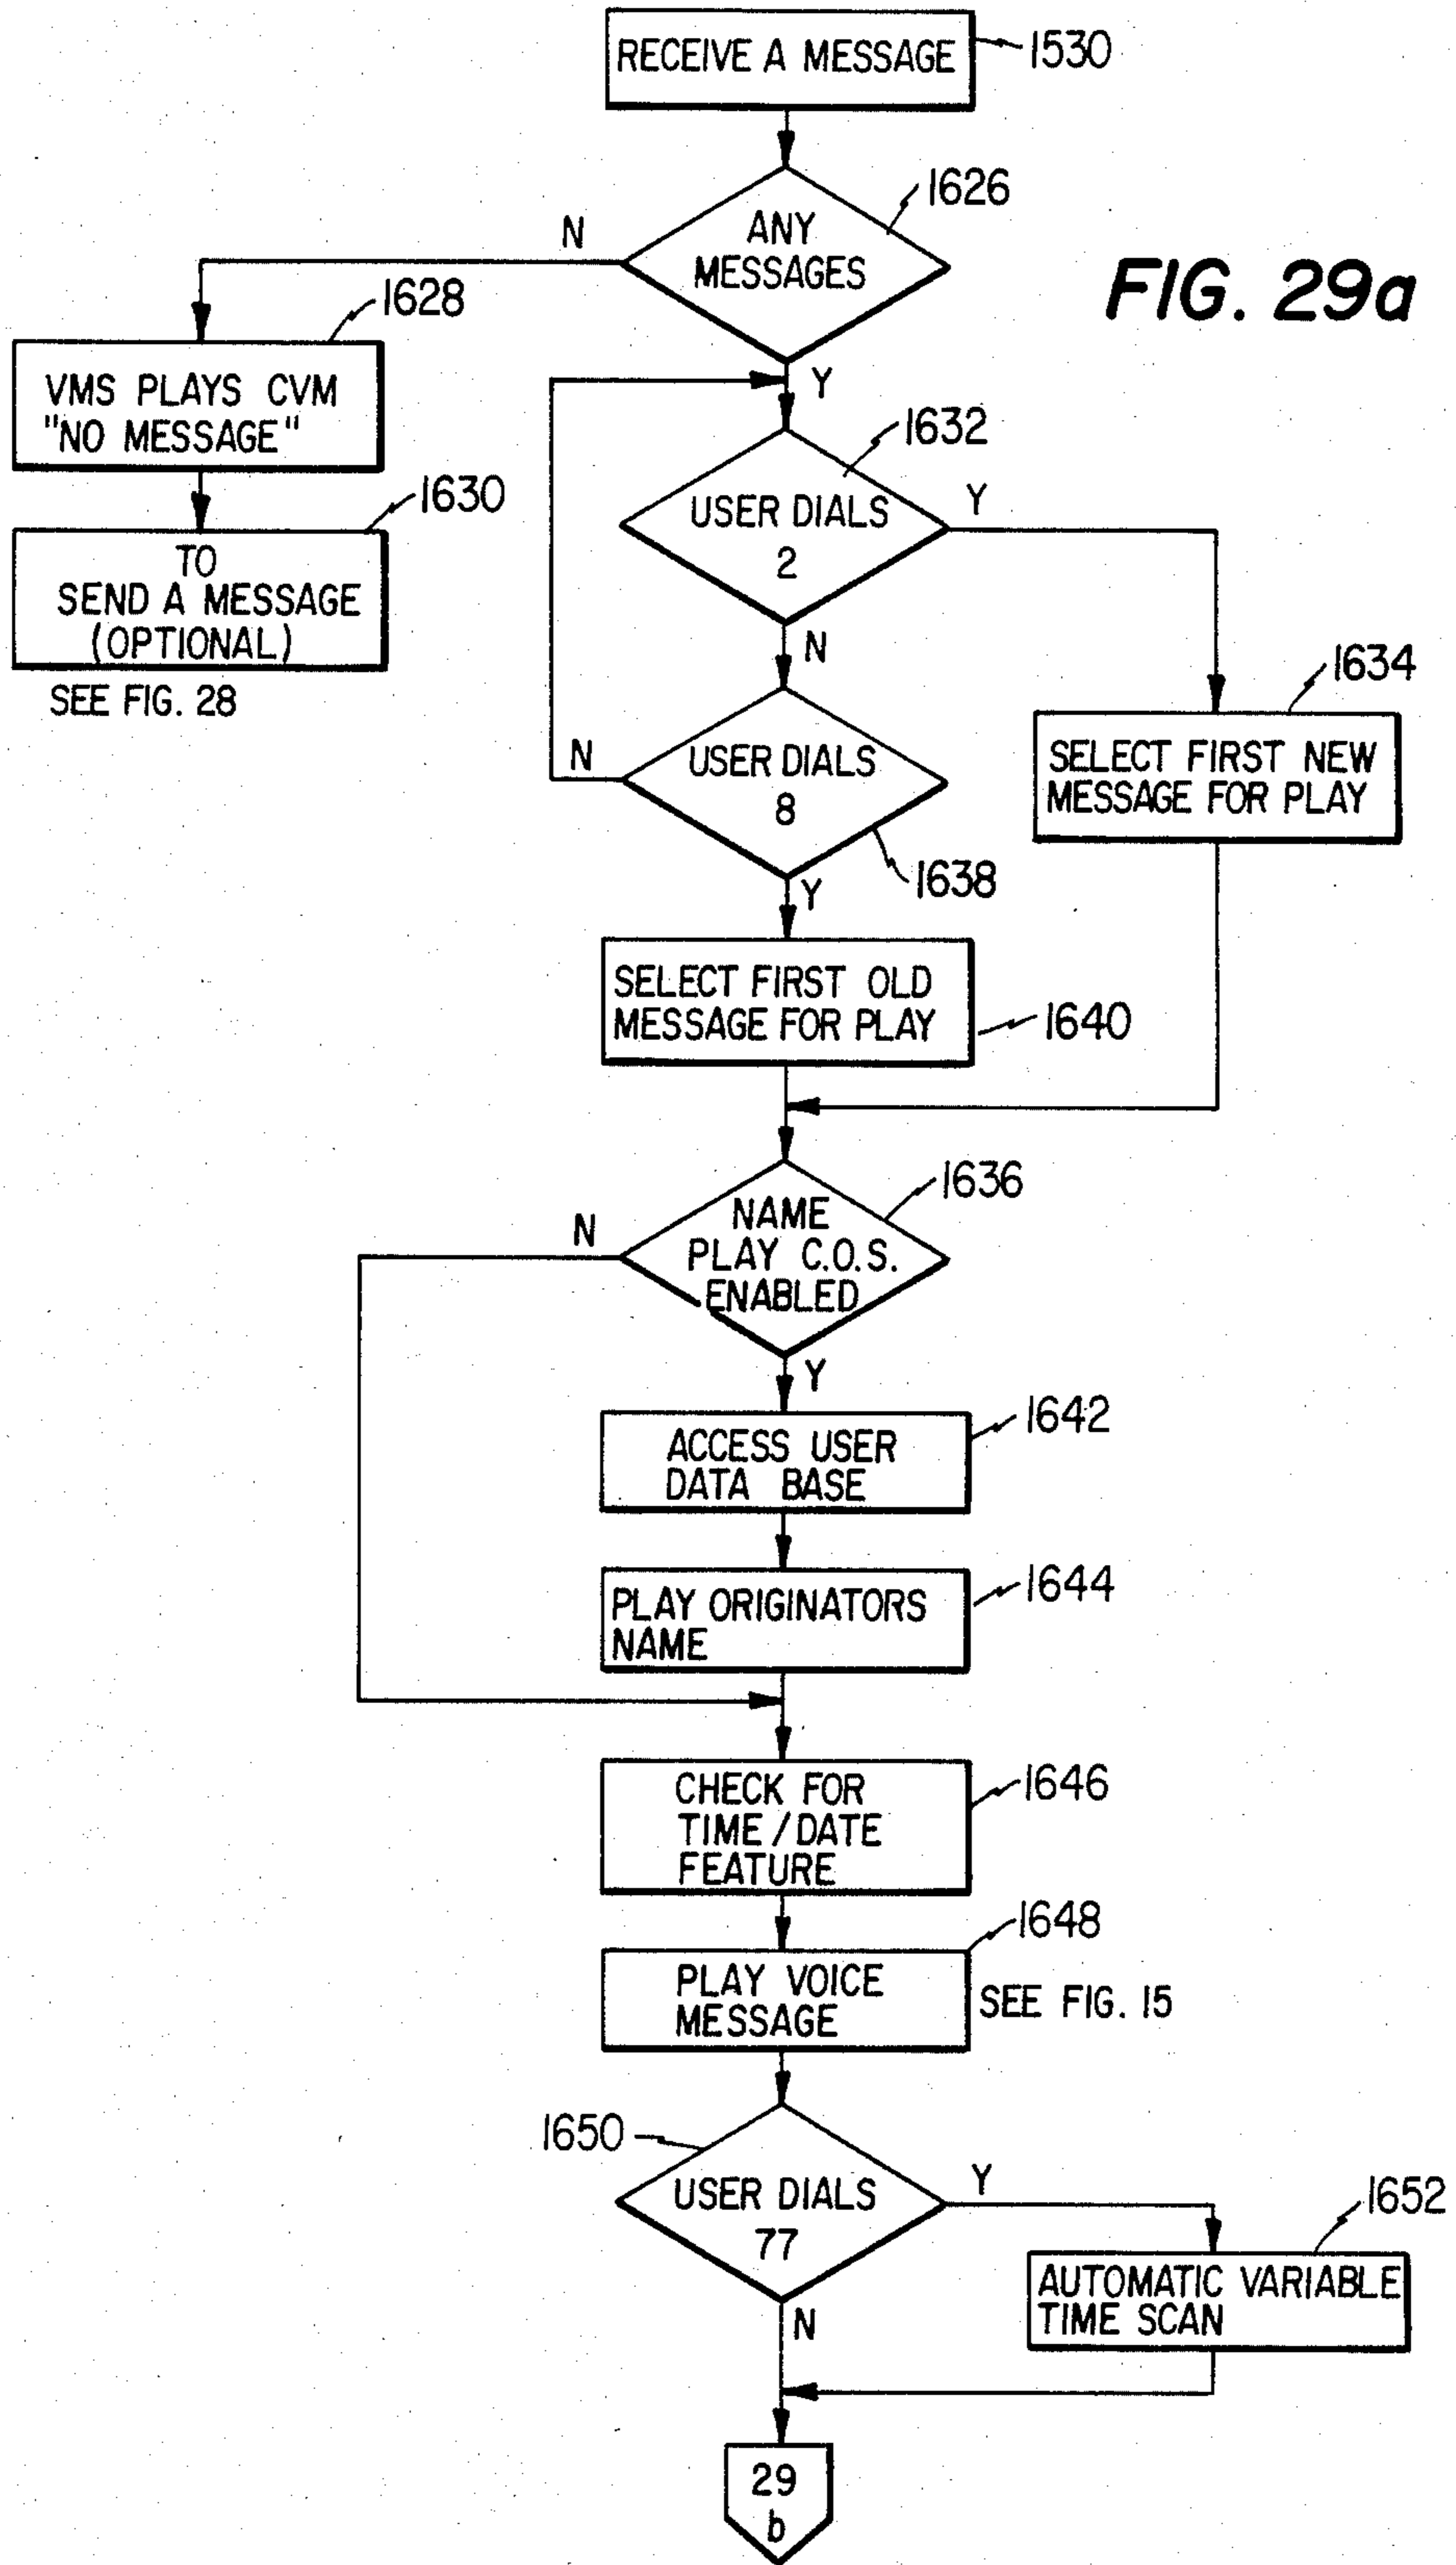 RECEIVE A MESSAGE
1530
1626
ANY
MESSAGES
N
Y
FIG. 29a
1628
VMS PLAYS CVM
"NO MESSAGE"
1630
TO
SEND A MESSAGE
(OPTIONAL)
SEE FIG. 28
1632
USER DIALS
2
Y
N
1634
SELECT FIRST NEW
MESSAGE FOR PLAY
USER DIALS
8
N
Y
1638
SELECT FIRST OLD
MESSAGE FOR PLAY
1640
1636
NAME
PLAY C.O.S.
ENABLED
N
Y
1642
ACCESS USER
DATA BASE
1644
PLAY ORIGINATORS
NAME
1646
CHECK FOR
TIME/DATE
FEATURE
1648
PLAY VOICE
MESSAGE
SEE FIG. 15
1650
USER DIALS
77
Y
N
1652
AUTOMATIC VARIABLE
TIME SCAN
29
b